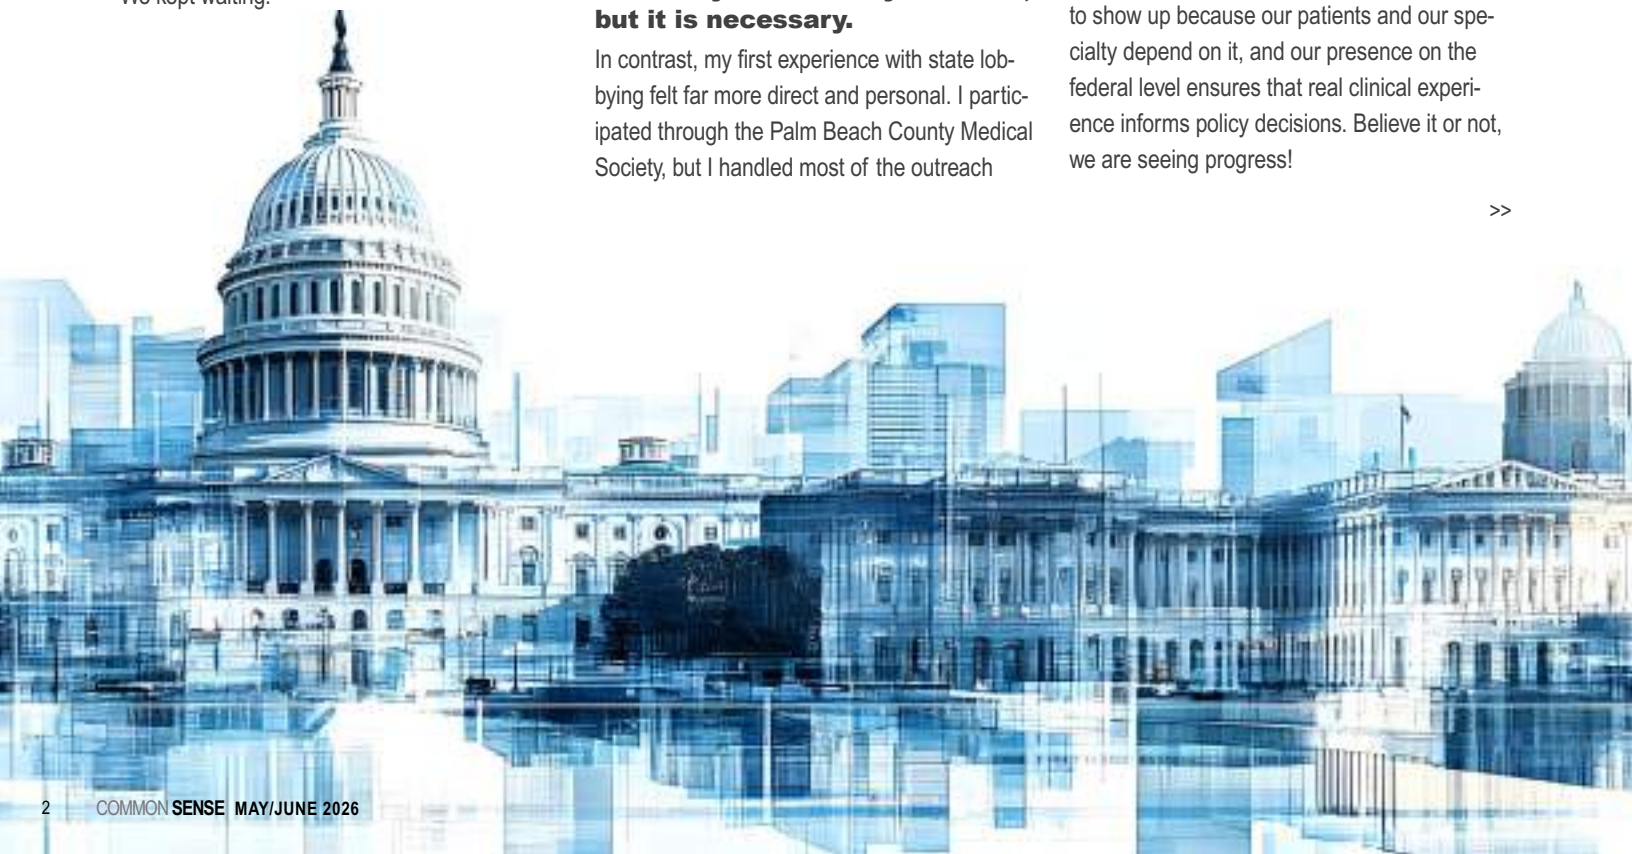 We kept waiting.
but it is necessary.
In contrast, my first experience with state lob-
bying felt far more direct and personal. I partic-
ipated through the Palm Beach County Medical
Society, but I handled most of the outreach
to show up because our patients and our spe-
cialty depend on it, and our presence on the
federal level ensures that real clinical experi-
ence informs policy decisions. Believe it or not,
we are seeing progress!
>>
2 COMMON SENSE MAY/JUNE 2026